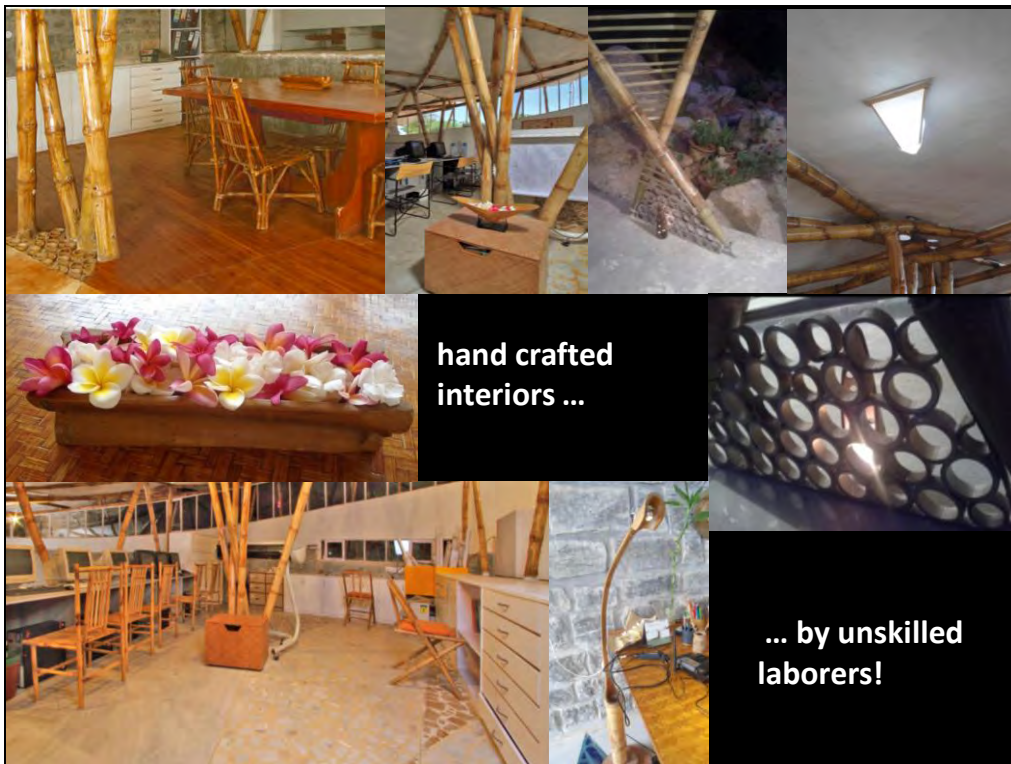 hand crafted
interiors ...
... by unskilled
laborers!